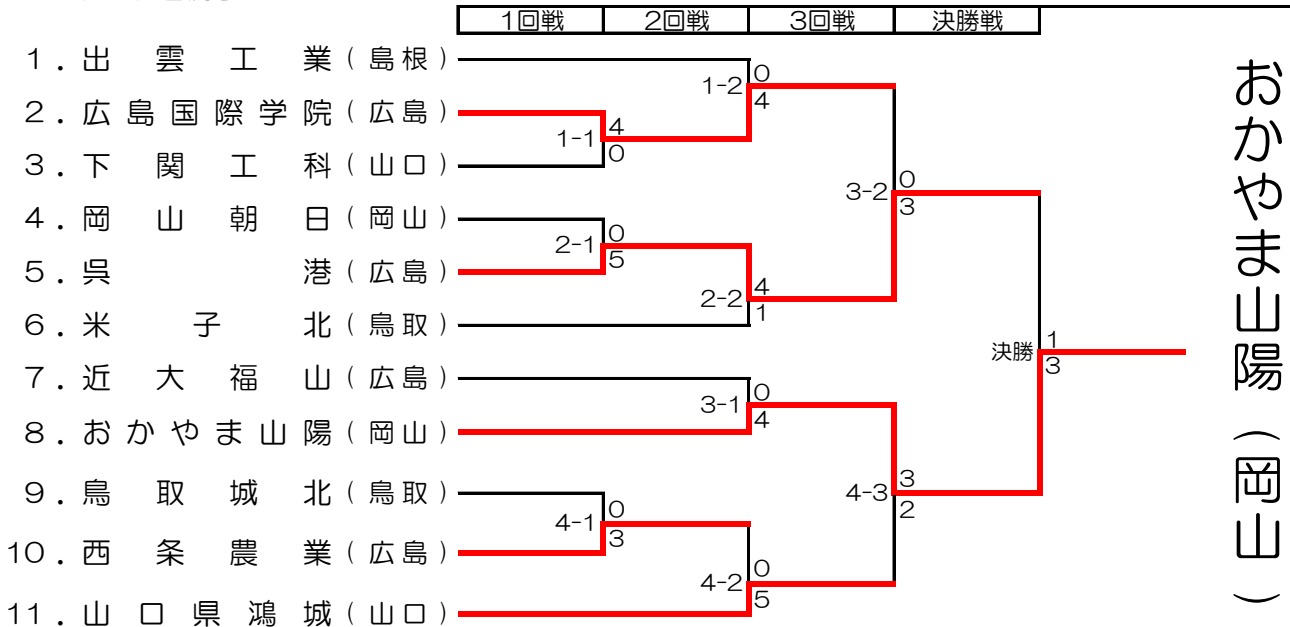 1回戦 2回戦 3回戦 決勝戦
1.出雲工業(島根)
2.広島国際学院(広島)
3.下関工科(山口)
4.岡山朝日(岡山)
5.呉港(広島)
6.米子北(鳥取)
7.近大福山(広島)
8.おかやま山陽(岡山)
9.鳥取城北(鳥取)
10.西条農業(広島)
11.山口県鴻城(山口)
1-1 4
0
2-1 0
5
4-1 0
3
1-2 0
4
2-2 4
1
3-1 0
4
4-2 0
5
3-2 0
3
4-3 3
2
決勝 1
3
おかやま山陽(岡山)